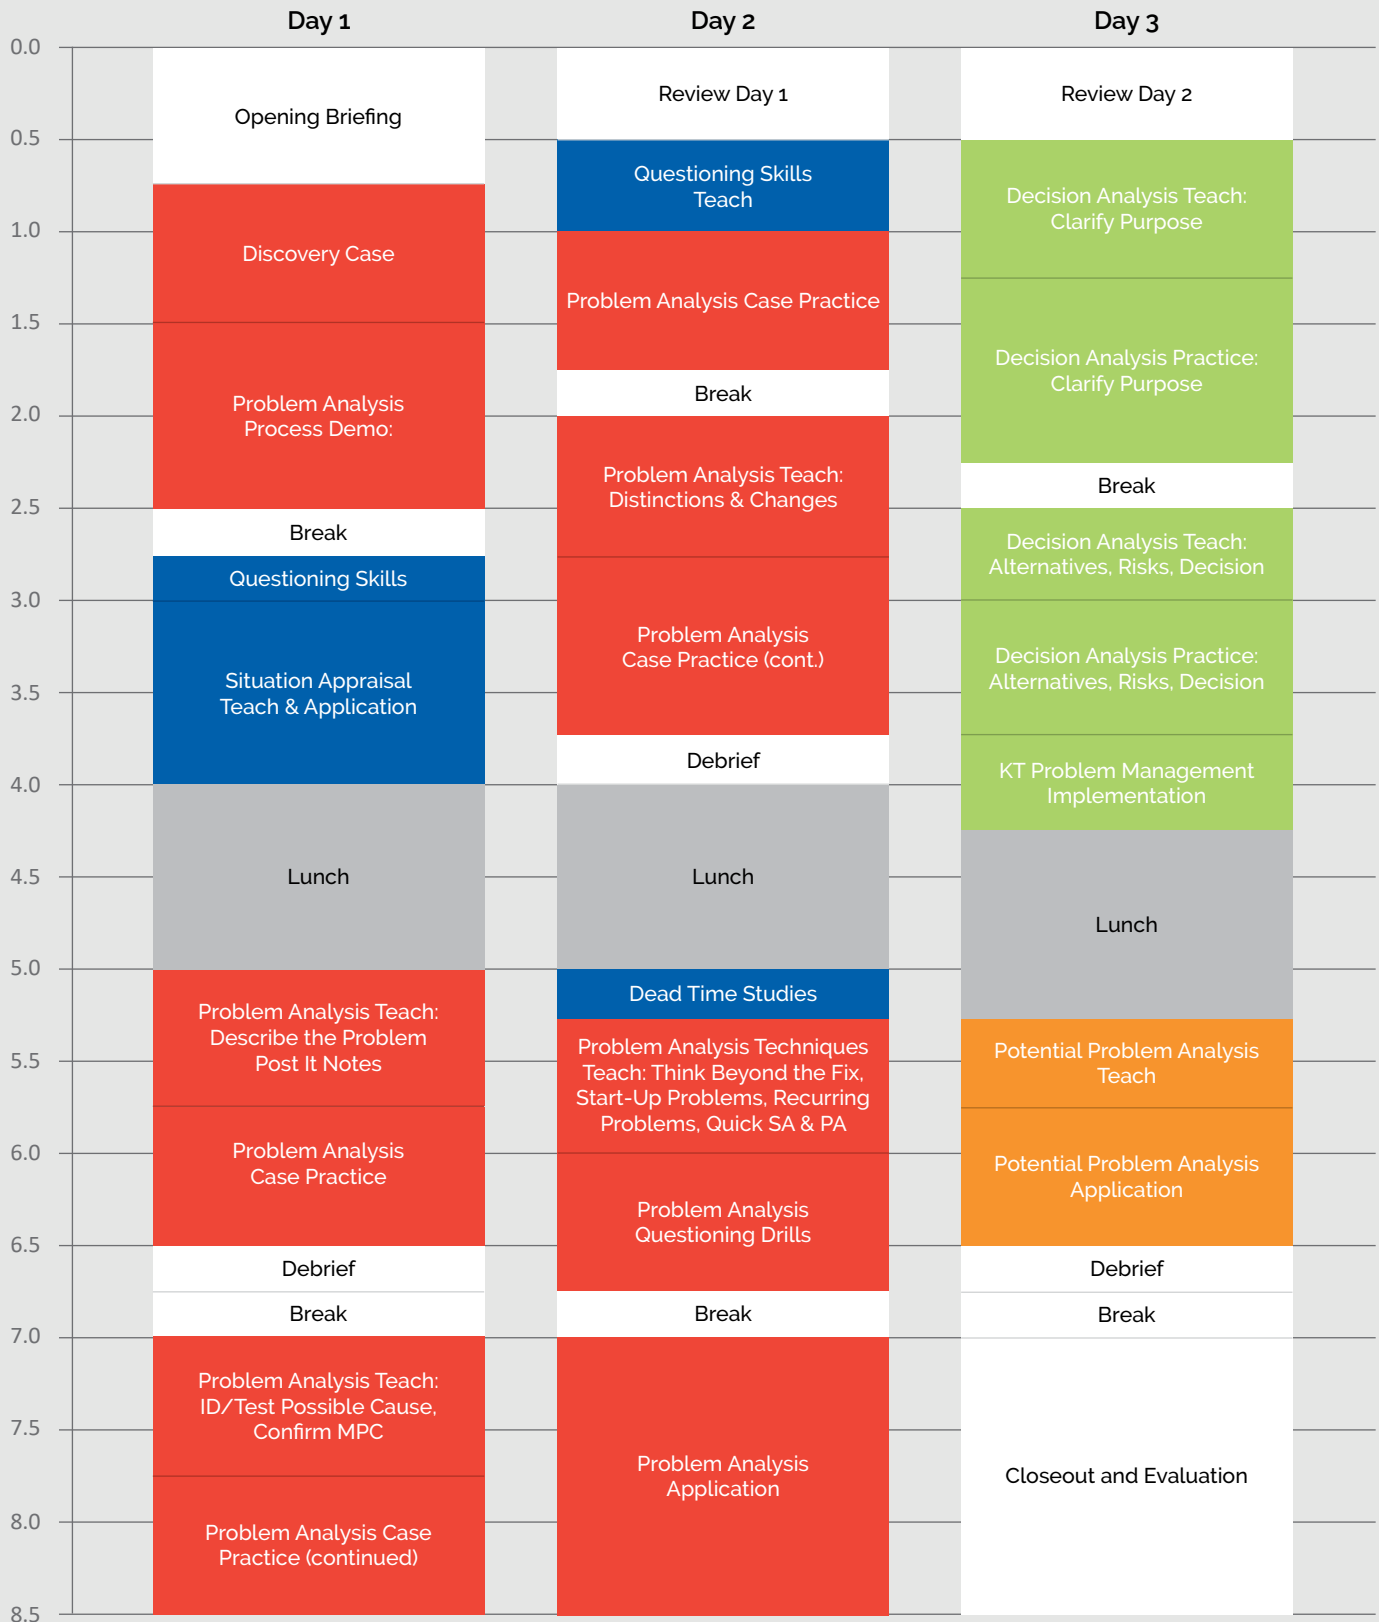 Day 1
Day 2
Day 3
0.0
0.5
1.0
1.5
2.0
2.5
3.0
3.5
4.0
4.5
5.0
5.5
6.0
6.5
7.0
7.5
8.0
8.5
Opening Briefing
Discovery Case
Problem Analysis
Process Demo:
Break
Questioning Skills
Situation Appraisal
Teach & Application
Lunch
Problem Analysis Teach:
Describe the Problem
Post It Notes
Problem Analysis
Case Practice
Debrief
Break
Problem Analysis Teach:
ID/Test Possible Cause,
Confirm MPC
Problem Analysis Case
Practice (continued)
Review Day 1
Questioning Skills
Teach
Problem Analysis Case Practice
Break
Problem Analysis Teach:
Distinctions & Changes
Problem Analysis
Case Practice (cont.)
Debrief
Lunch
Dead Time Studies
Problem Analysis Techniques
Teach: Think Beyond the Fix,
Start-Up Problems, Recurring
Problems, Quick SA & PA
Problem Analysis
Questioning Drills
Break
Problem Analysis
Application
Review Day 2
Decision Analysis Teach:
Clarify Purpose
Decision Analysis Practice:
Clarify Purpose
Break
Decision Analysis Teach:
Alternatives, Risks, Decision
Decision Analysis Practice:
Alternatives, Risks, Decision
KT Problem Management
Implementation
Lunch
Potential Problem Analysis
Teach
Potential Problem Analysis
Application
Debrief
Break
Closeout and Evaluation